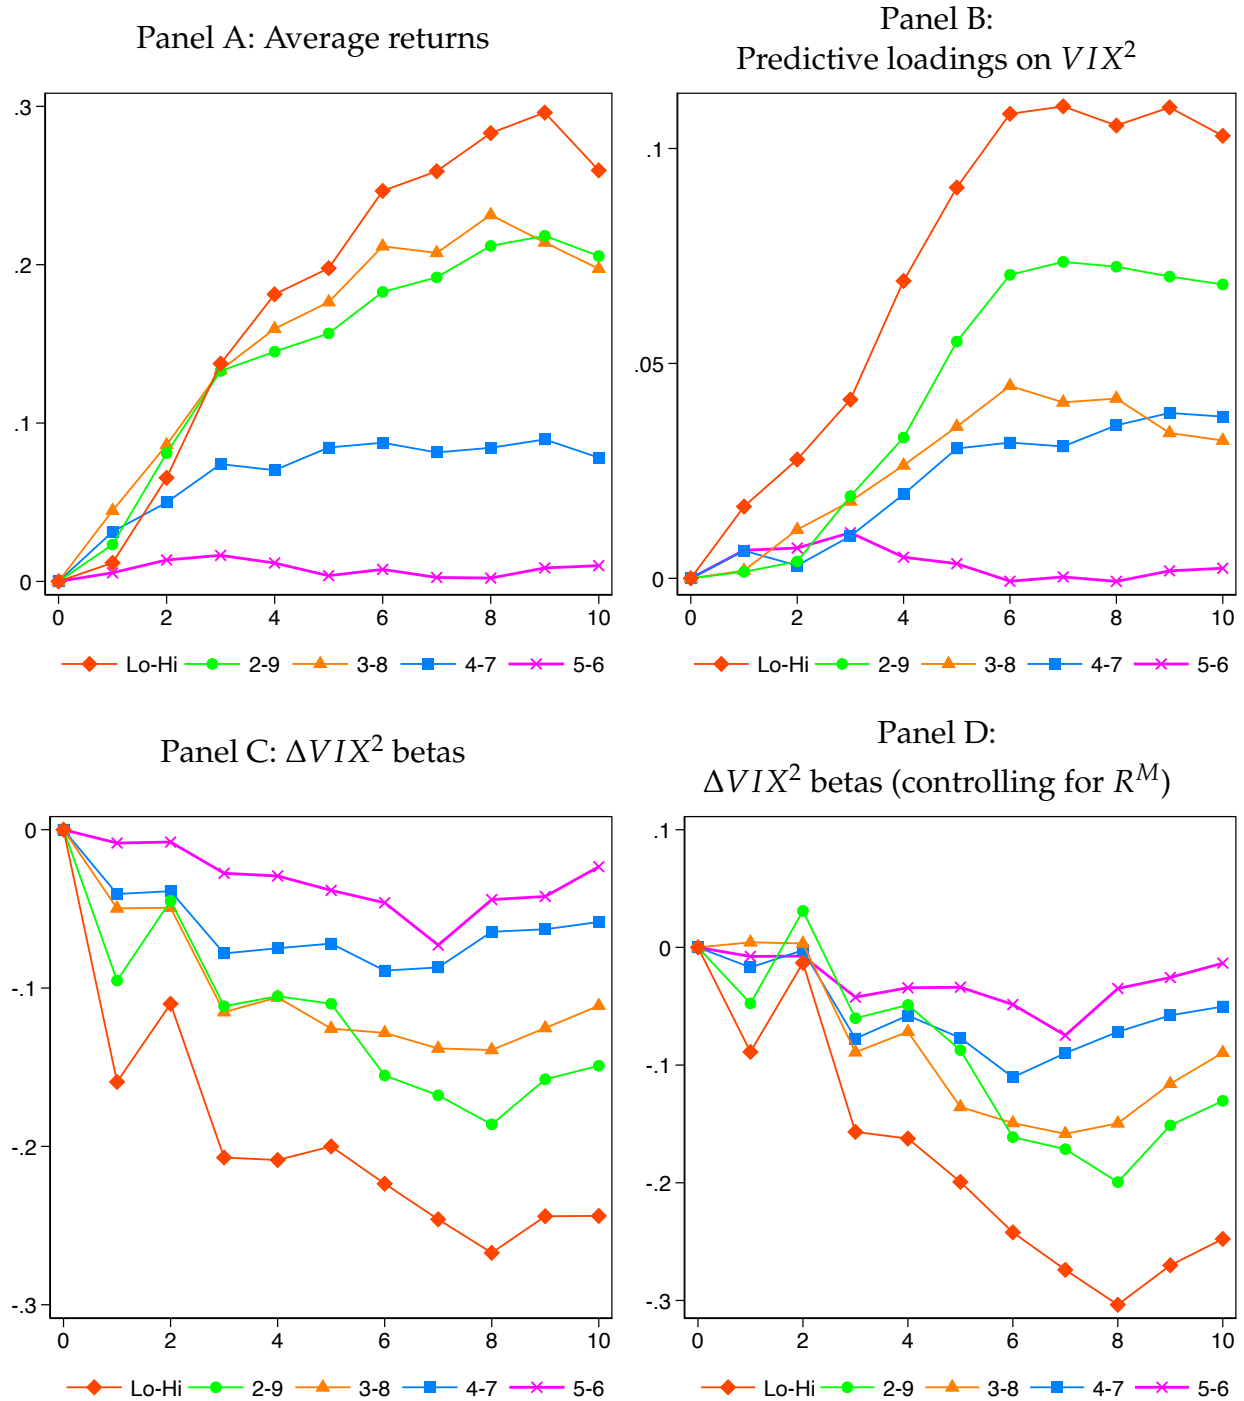 Panel A: Average returns
.3
.2
.1
0
0 2 4 6 8 10
Lo-Hi 2-9 3-8 4-7 5-6
Panel B:
Predictive loadings on VIX²
.1
.05
0
0 2 4 6 8 10
Lo-Hi 2-9 3-8 4-7 5-6
Panel C: ΔVIX² betas
0
-.1
-.2
-.3
0 2 4 6 8 10
Lo-Hi 2-9 3-8 4-7 5-6
Panel D:
ΔVIX² betas (controlling for Rᴹ)
.1
0
-.1
-.2
-.3
0 2 4 6 8 10
Lo-Hi 2-9 3-8 4-7 5-6